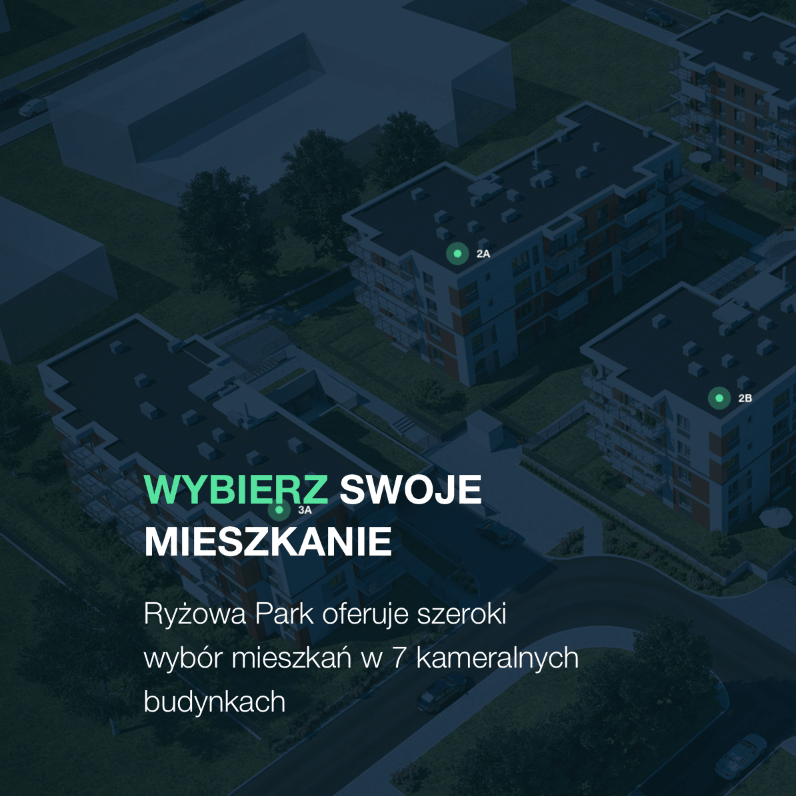 2A
2B
WYBIERZ SWOJE
3A
MIESZKANIE
Ryżowa Park oferuje szeroki
wybór mieszkań w 7 kameralnych
budynkach